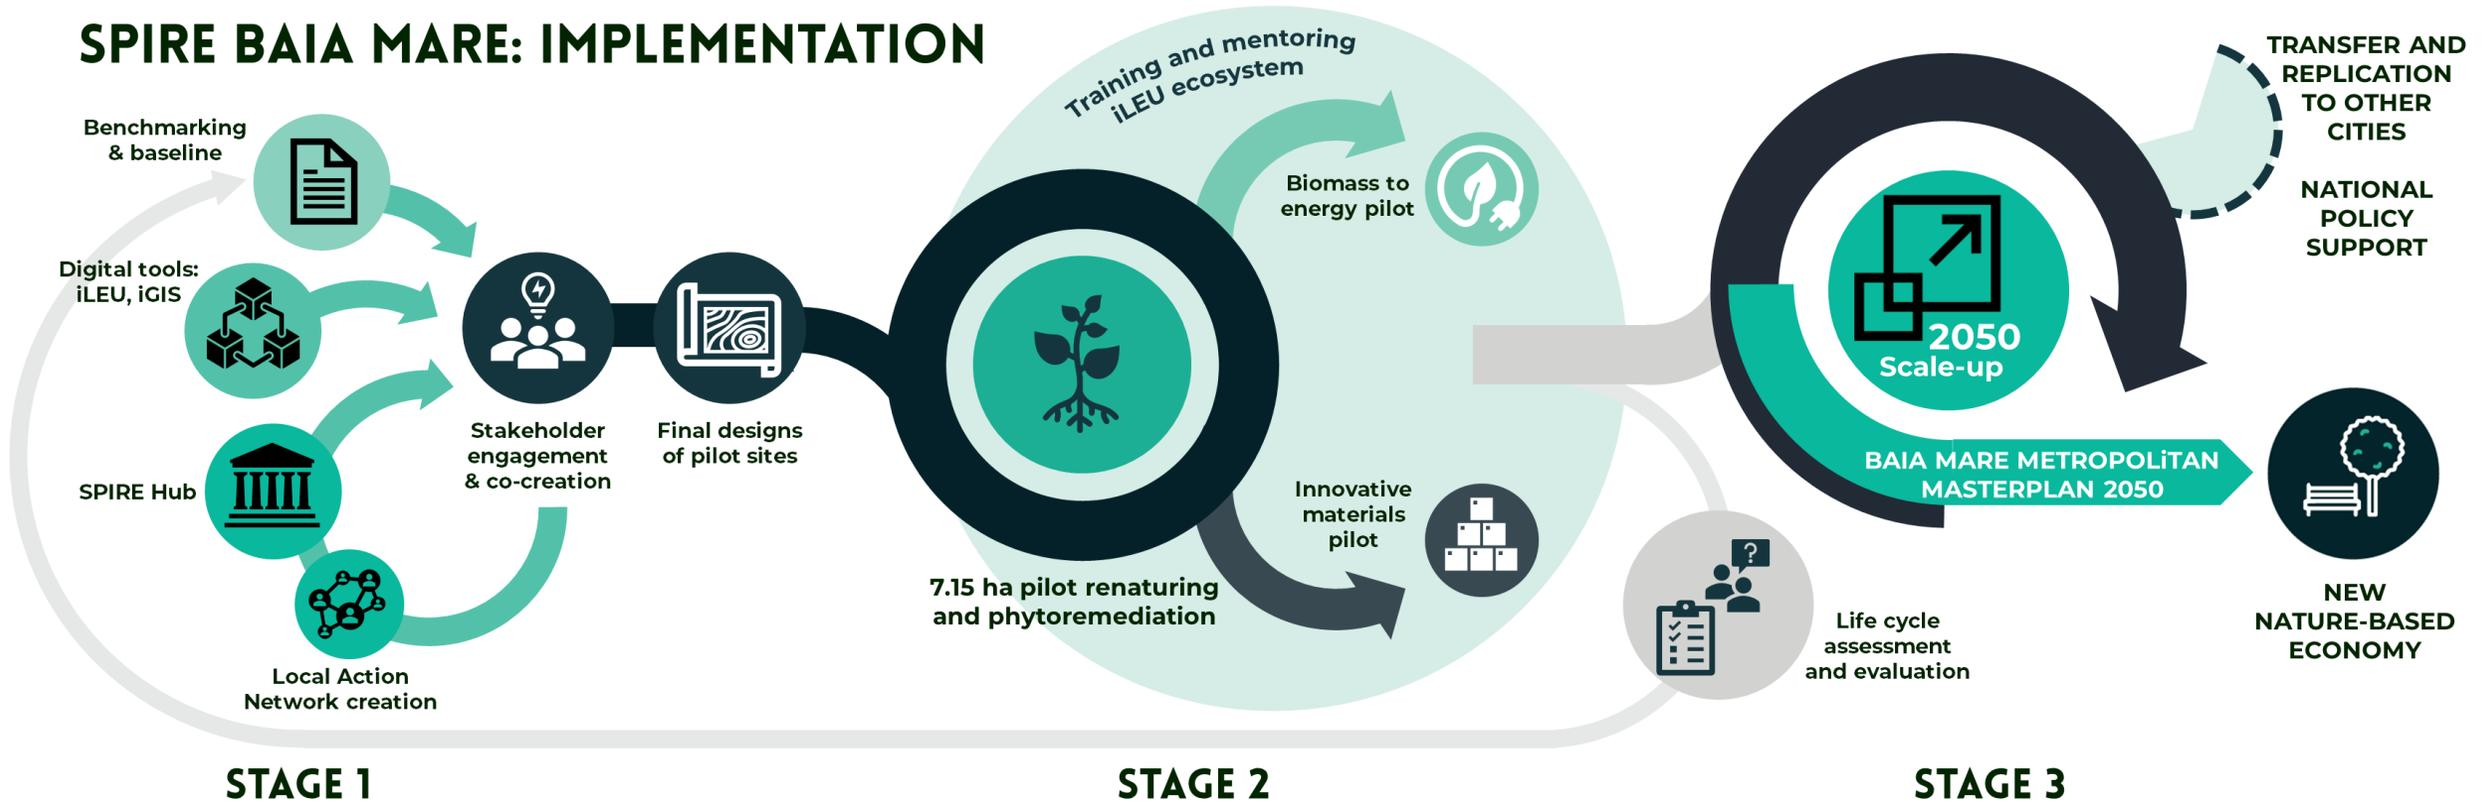 SPIRE BAIA MARE: IMPLEMENTATION
Benchmarking
& baseline
Digital tools:
iLEU, iGIS
SPIRE Hub
Local Action
Network creation
Stakeholder
engagement
& co-creation
Final designs
of pilot sites
Training and mentoring
iLEU ecosystem
Biomass to
energy pilot
Innovative
materials
pilot
7.15 ha pilot renaturing
and phytoremediation
?
Life cycle
assessment
and evaluation
2050
Scale-up
BAIA MARE METROPOLiTAN
MASTERPLAN 2050
TRANSFER AND
REPLICATION
TO OTHER
CITIES
NATIONAL
POLICY
SUPPORT
NEW
NATURE-BASED
ECONOMY
STAGE 1
STAGE 2
STAGE 3